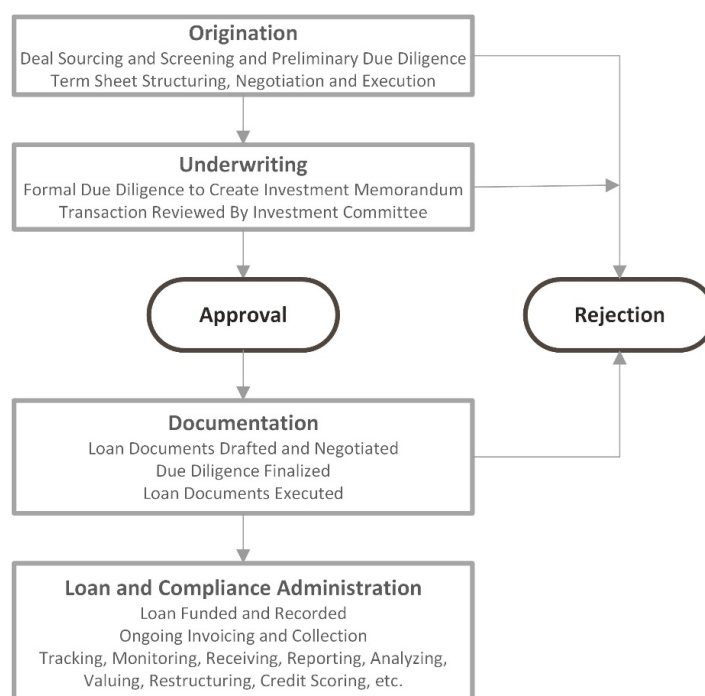 Origination
Deal Sourcing and Screening and Preliminary Due Diligence
Term Sheet Structuring, Negotiation and Execution
Underwriting
Formal Due Diligence to Create Investment Memorandum
Transaction Reviewed By Investment Committee
Approval
Rejection
Documentation
Loan Documents Drafted and Negotiated
Due Diligence Finalized
Loan Documents Executed
Loan and Compliance Administration
Loan Funded and Recorded
Ongoing Invoicing and Collection
Tracking, Monitoring, Receiving, Reporting, Analyzing,
Valuing, Restructuring, Credit Scoring, etc.